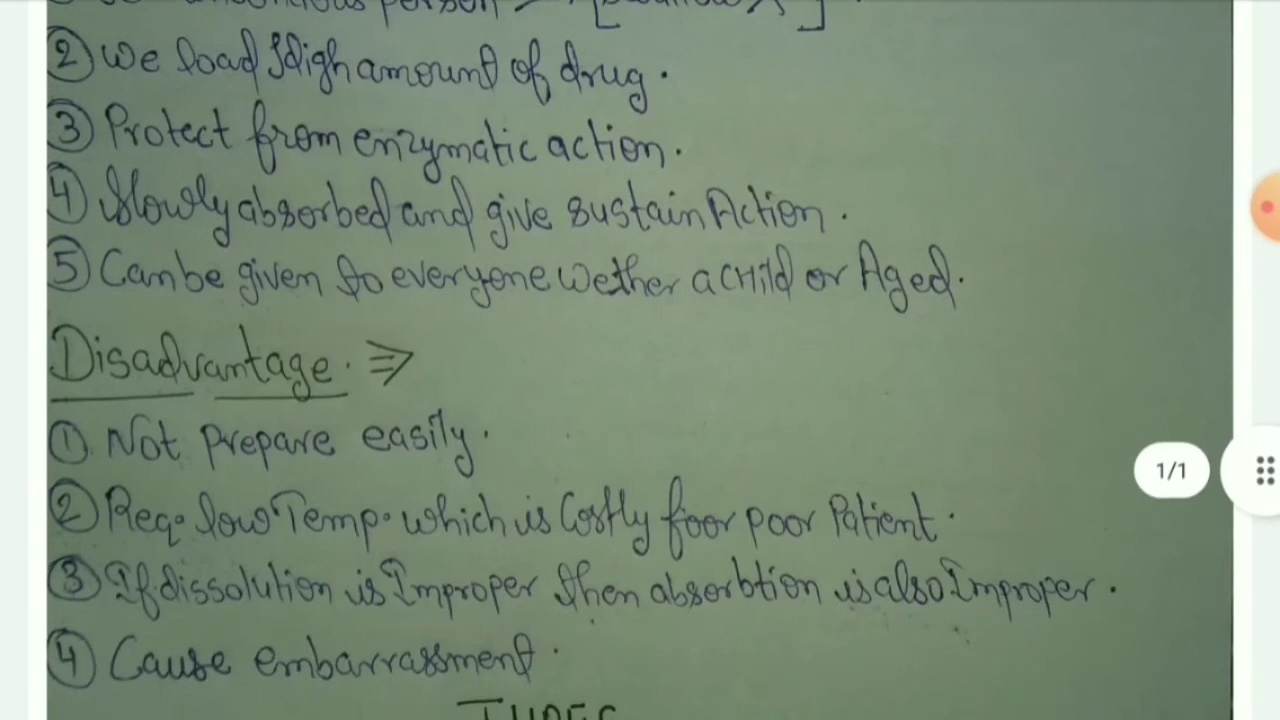 ② We load High amount of drug.
③ Protect from enzymatic action.
④ Slowly absorbed and give sustain Action.
⑤ Can be given to everyone wether a CHild or Aged.
Disadvantage. ⇒
① Not prepare easily.
1/1
② Req. low Temp. which is Costly foor poor Patient.
③ If dissolution is Improper then absorbtion is also Improper.
④ Cause embarrassment.